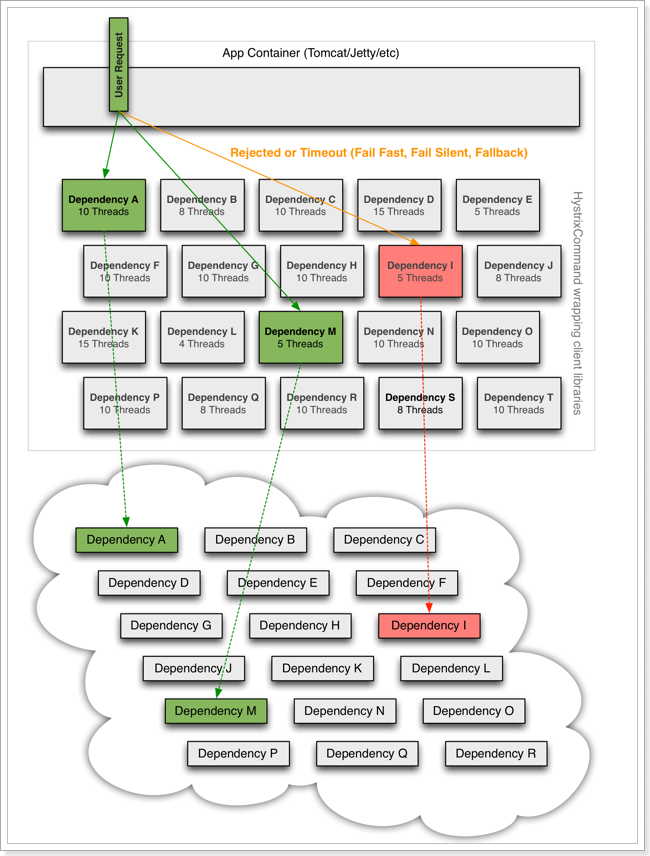 User Request
App Container (Tomcat/Jetty/etc)
Rejected or Timeout (Fail Fast, Fail Silent, Fallback)
Dependency A
10 Threads
Dependency B
8 Threads
Dependency C
10 Threads
Dependency D
15 Threads
Dependency E
5 Threads
Dependency F
10 Threads
Dependency G
10 Threads
Dependency H
10 Threads
Dependency I
5 Threads
Dependency J
8 Threads
Dependency K
15 Threads
Dependency L
4 Threads
Dependency M
5 Threads
Dependency N
10 Threads
Dependency O
10 Threads
Dependency P
10 Threads
Dependency Q
8 Threads
Dependency R
10 Threads
Dependency S
8 Threads
Dependency T
10 Threads
HystrixCommand wrapping client libraries
Dependency A
Dependency B
Dependency C
Dependency D
Dependency E
Dependency F
Dependency G
Dependency H
Dependency I
Dependency J
Dependency K
Dependency L
Dependency M
Dependency N
Dependency O
Dependency P
Dependency Q
Dependency R